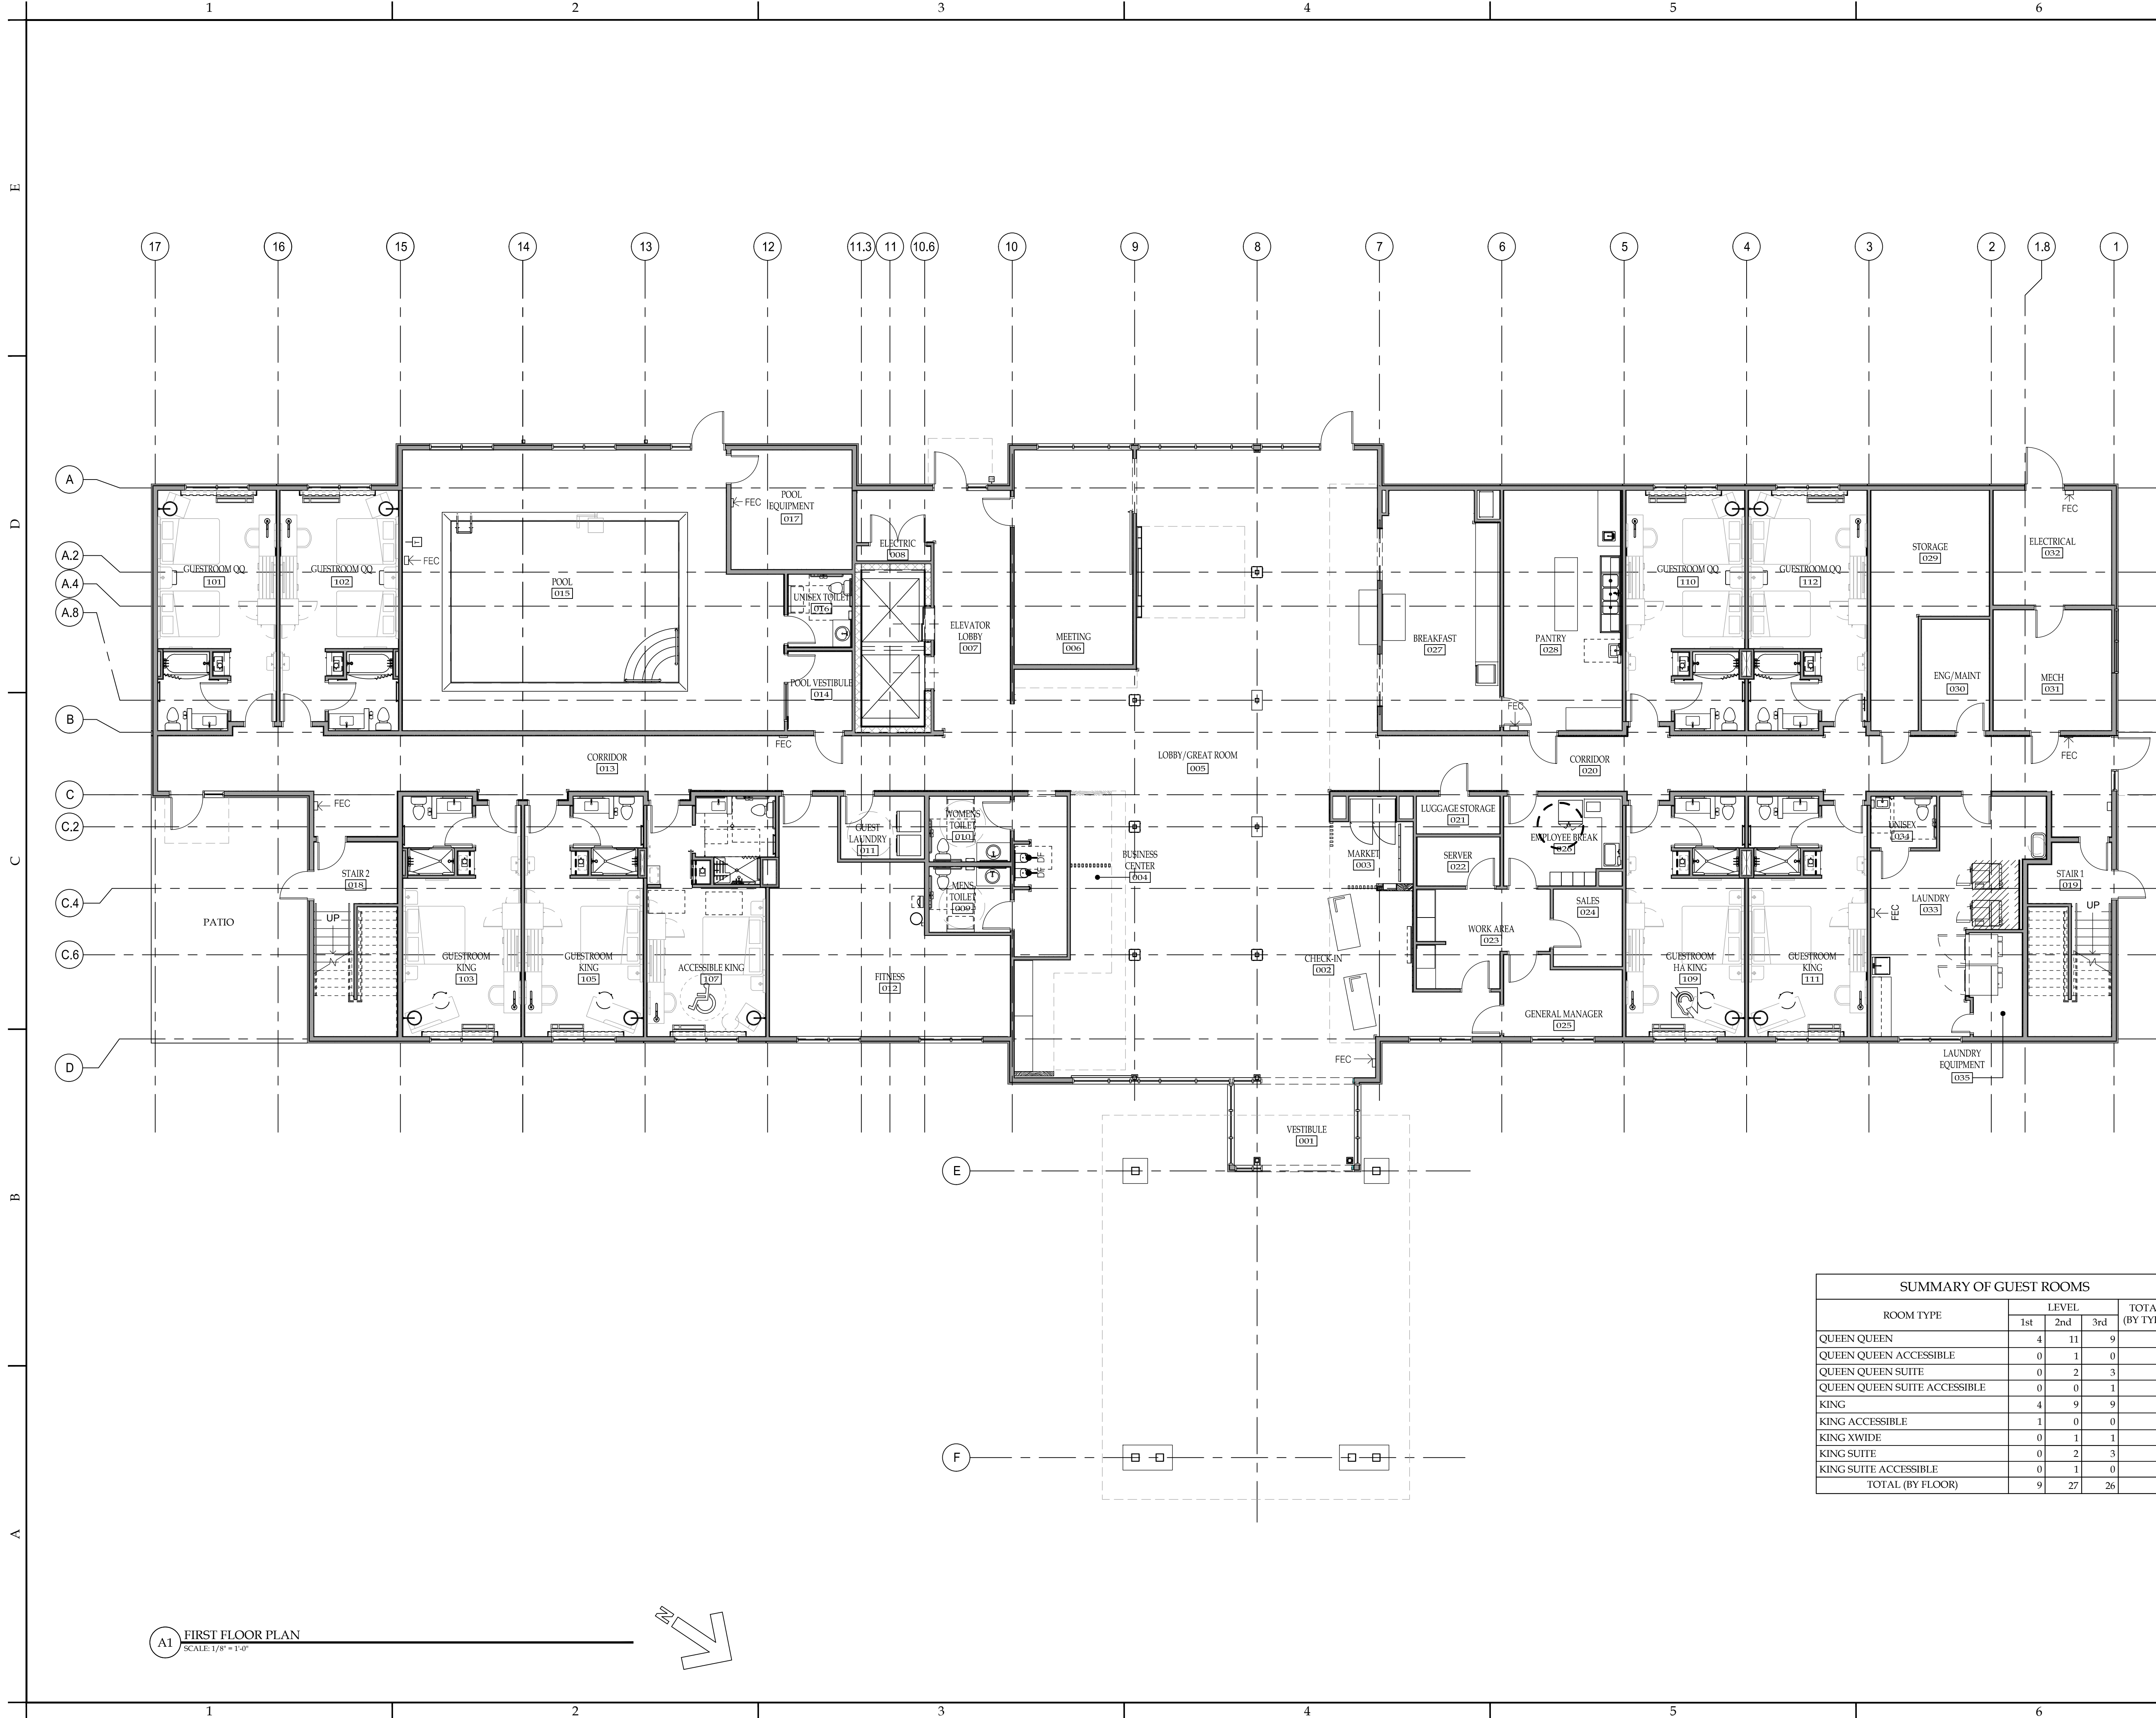 1 2 3 4 5 6
E
D
C
B
A
17 16 15 14 13 12 11.3 11 10.6 10 9 8 7 6 5 4 3 2 1.8 1
A
A.2
A.4
A.8
B
C
C.2
C.4
C.6
D
E
F
GUESTROOM QQ
101
GUESTROOM QQ
102
FEC
POOL
015
FEC
POOL
EQUIPMENT
017
UNISEX TOILET
016
POOL VESTIBULE
014
FEC
ELECTRIC
008
ELEVATOR
LOBBY
007
MEETING
006
BREAKFAST
027
PANTRY
028
FEC
GUESTROOM QQ
110
GUESTROOM QQ
112
STORAGE
029
ENG/MAINT
030
ELECTRICAL
032
FEC
MECH
031
FEC
CORRIDOR
013
LOBBY/GREAT ROOM
005
CORRIDOR
020
PATIO
FEC
STAIR 2
018
UP
GUESTROOM
KING
103
GUESTROOM
KING
105
ACCESSIBLE KING
107
GUEST
LAUNDRY
011
WOMENS
TOILET
010
MENS
TOILET
009
FITNESS
012
BUSINESS
CENTER
004
MARKET
003
CHECK-IN
002
FEC
LUGGAGE STORAGE
021
SERVER
022
WORK AREA
023
SALES
024
EMPLOYEE BREAK
026
GENERAL MANAGER
025
GUESTROOM
HA KING
109
GUESTROOM
KING
111
UNISEX
034
LAUNDRY
033
FEC
STAIR 1
019
UP
LAUNDRY
EQUIPMENT
035
VESTIBULE
001
SUMMARY OF GUEST ROOMS
ROOM TYPE LEVEL
1st 2nd 3rd
QUEEN QUEEN 4 11 9
QUEEN QUEEN ACCESSIBLE 0 1 0
QUEEN QUEEN SUITE 0 2 3
QUEEN QUEEN SUITE ACCESSIBLE 0 0 1
KING 4 9 9
KING ACCESSIBLE 1 0 0
KING XWIDE 0 1 1
KING SUITE 0 2 3
KING SUITE ACCESSIBLE 0 1 0
TOTAL (BY FLOOR) 9 27 26
A1
FIRST FLOOR PLAN
SCALE: 1/8" = 1'-0"
N
1 2 3 4 5 6